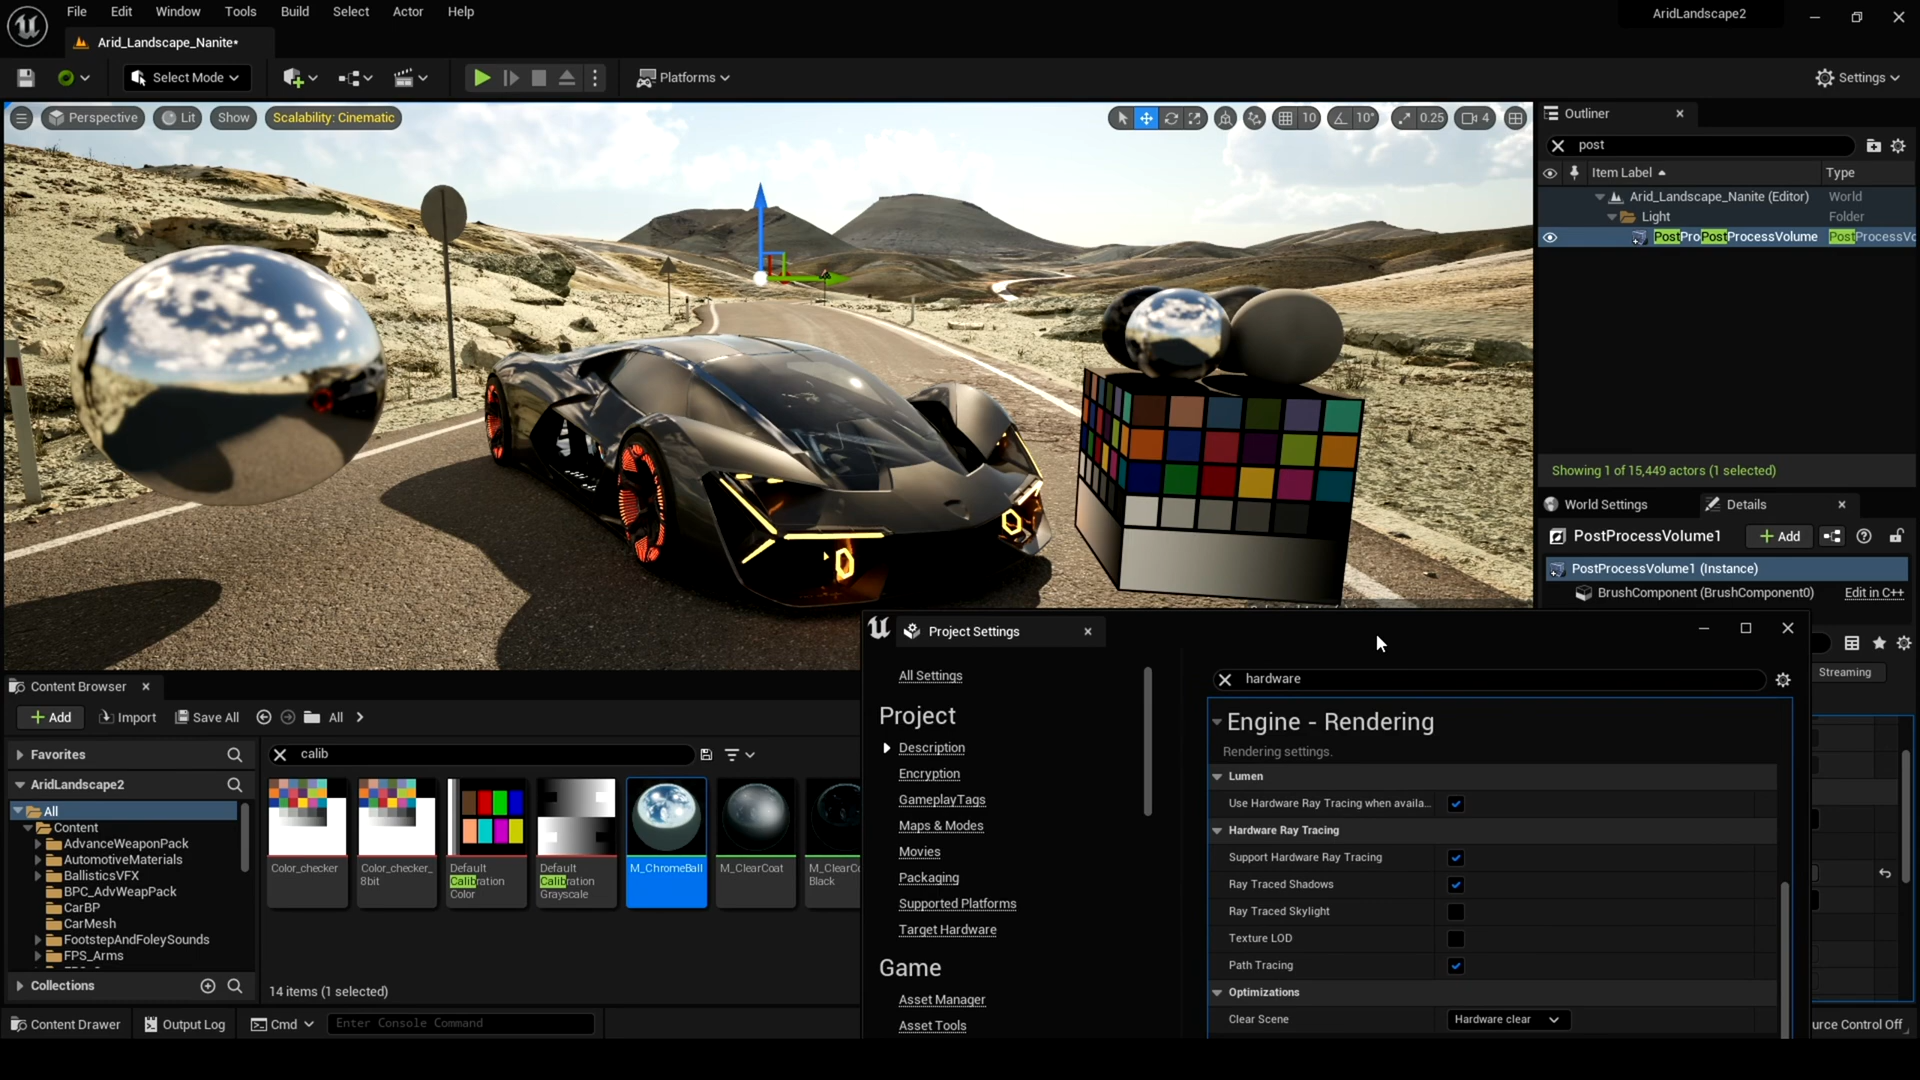 File Edit Window Tools Build Select Actor Help
AridLandscape2
Arid_Landscape_Nanite*
Select Mode
Platforms
Settings
Perspective
Lit
Show
Scalability: Cinematic
10
10°
0.25
4
Outliner
post
Item Label
Type
Arid_Landscape_Nanite (Editor)
World
Light
Folder
PostProPostProcessVolume
PostProcessVo
Showing 1 of 15,449 actors (1 selected)
World Settings
Details
PostProcessVolume1
Add
PostProcessVolume1 (Instance)
BrushComponent (BrushComponent0)
Edit in C++
Streaming
Project Settings
All Settings
Project
Description
Encryption
GameplayTags
Maps & Modes
Movies
Packaging
Supported Platforms
Target Hardware
Game
Asset Manager
Asset Tools
hardware
Engine - Rendering
Rendering settings.
Lumen
Use Hardware Ray Tracing when availa...
Hardware Ray Tracing
Support Hardware Ray Tracing
Ray Traced Shadows
Ray Traced Skylight
Texture LOD
Path Tracing
Optimizations
Clear Scene
Hardware clear
Content Browser
Add
Import
Save All
All
Favorites
AridLandscape2
All
Content
AdvanceWeaponPack
AutomotiveMaterials
BallisticsVFX
BPC_AdvWeapPack
CarBP
CarMesh
FootstepAndFoleySounds
FPS_Arms
Collections
calib
Color_checker
Color_checker_
8bit
Default
Calibration
Color
Default
Calibration
Grayscale
M_ChromeBall
M_ClearCoat
M_ClearCo
Black
14 items (1 selected)
Content Drawer
Output Log
Cmd
Enter Console Command
urce Control Off